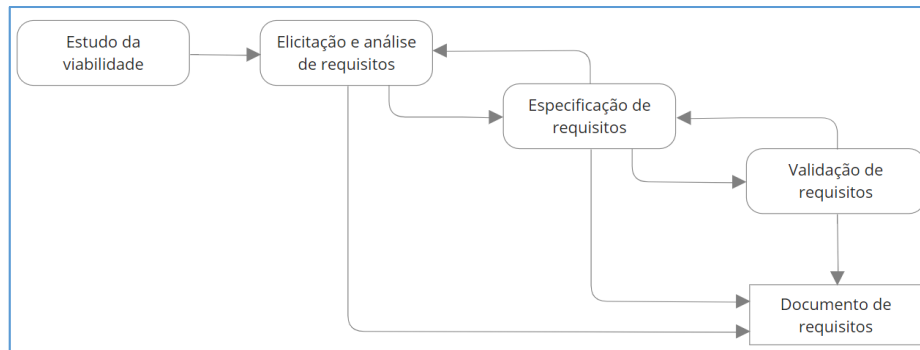 Estudo da
viabilidade
Elicitação e análise
de requisitos
Especificação de
requisitos
Validação de
requisitos
Documento de
requisitos